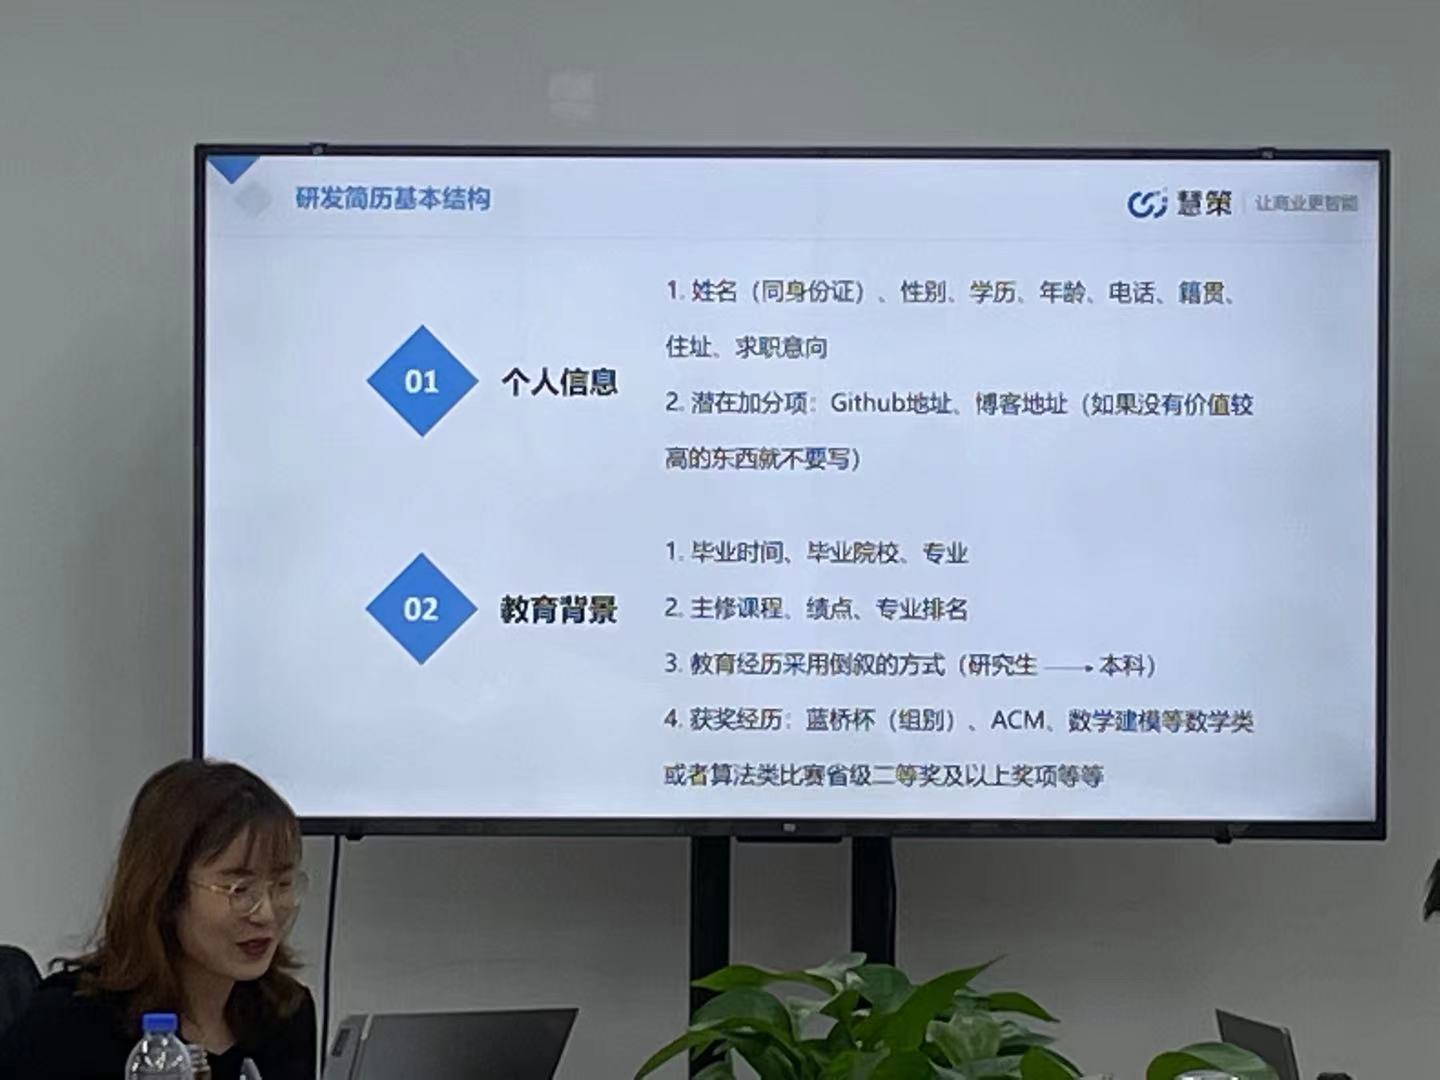 研发简历基本结构
慧策 让商业更智能
01 个人信息
1. 姓名（同身份证）、性别、学历、年龄、电话、籍贯、
住址、求职意向
2. 潜在加分项：Github地址、博客地址（如果没有价值较
高的东西就不要写）
02 教育背景
1. 毕业时间、毕业院校、专业
2. 主修课程、绩点、专业排名
3. 教育经历采用倒叙的方式（研究生 → 本科）
4. 获奖经历：蓝桥杯（组别）、ACM、数学建模等数学类
或者算法类比赛省级二等奖及以上奖项等等